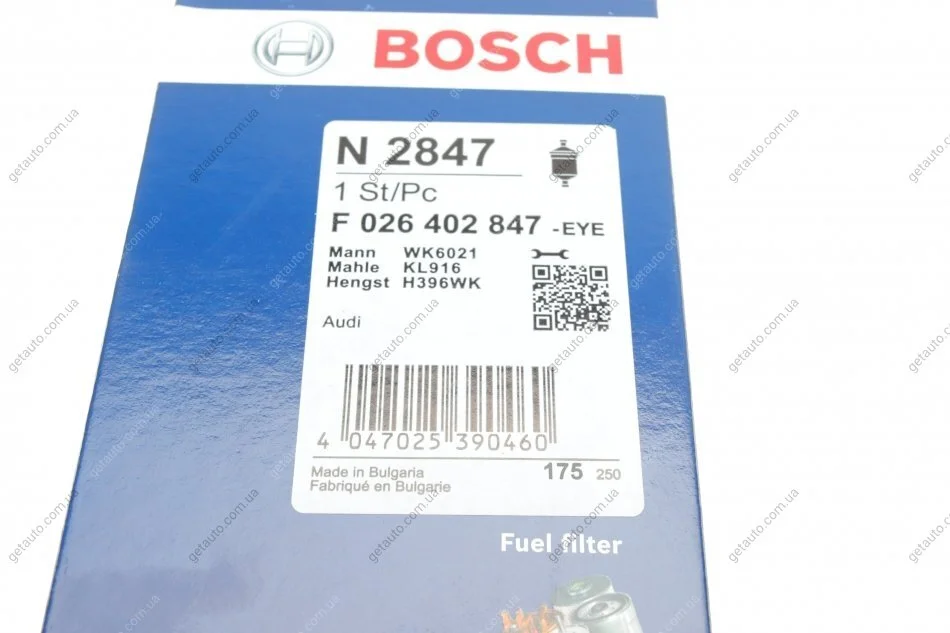 BOSCH
N 2847
1 St/Pc
F 026 402 847 -EYE
Mann WK6021
Mahle KL916
Hengst H396WK
Audi
4 047025 390460
Made in Bulgaria
Fabriqué en Bulgarie
175 250
Fuel filter
getauto.com.ua